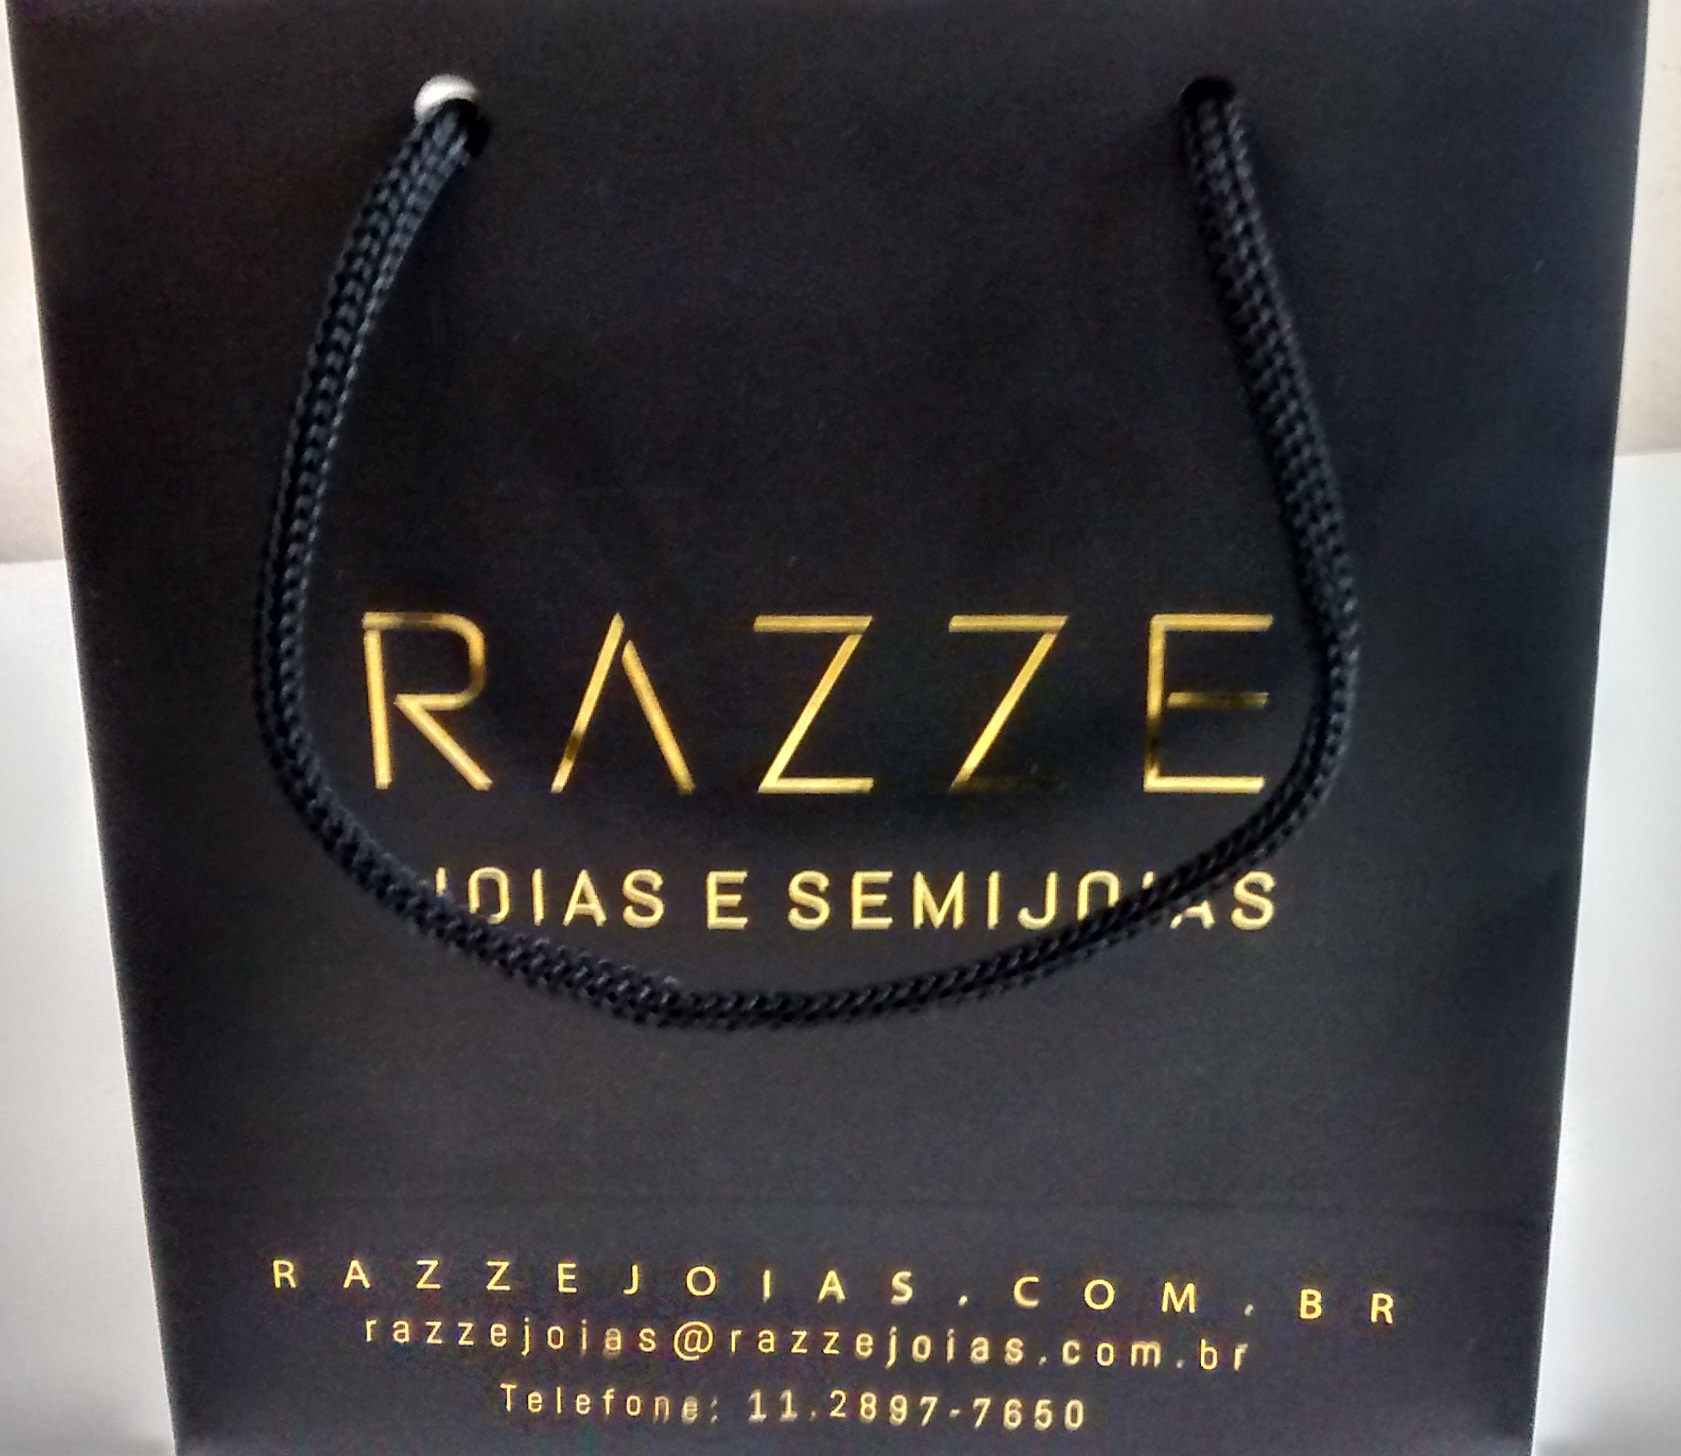 RAZZE
JOIAS E SEMIJOIAS
RAZZEJOIAS.COM.BR
razzejoias@razzejoias.com.br
Telefone: 11.2897-7650